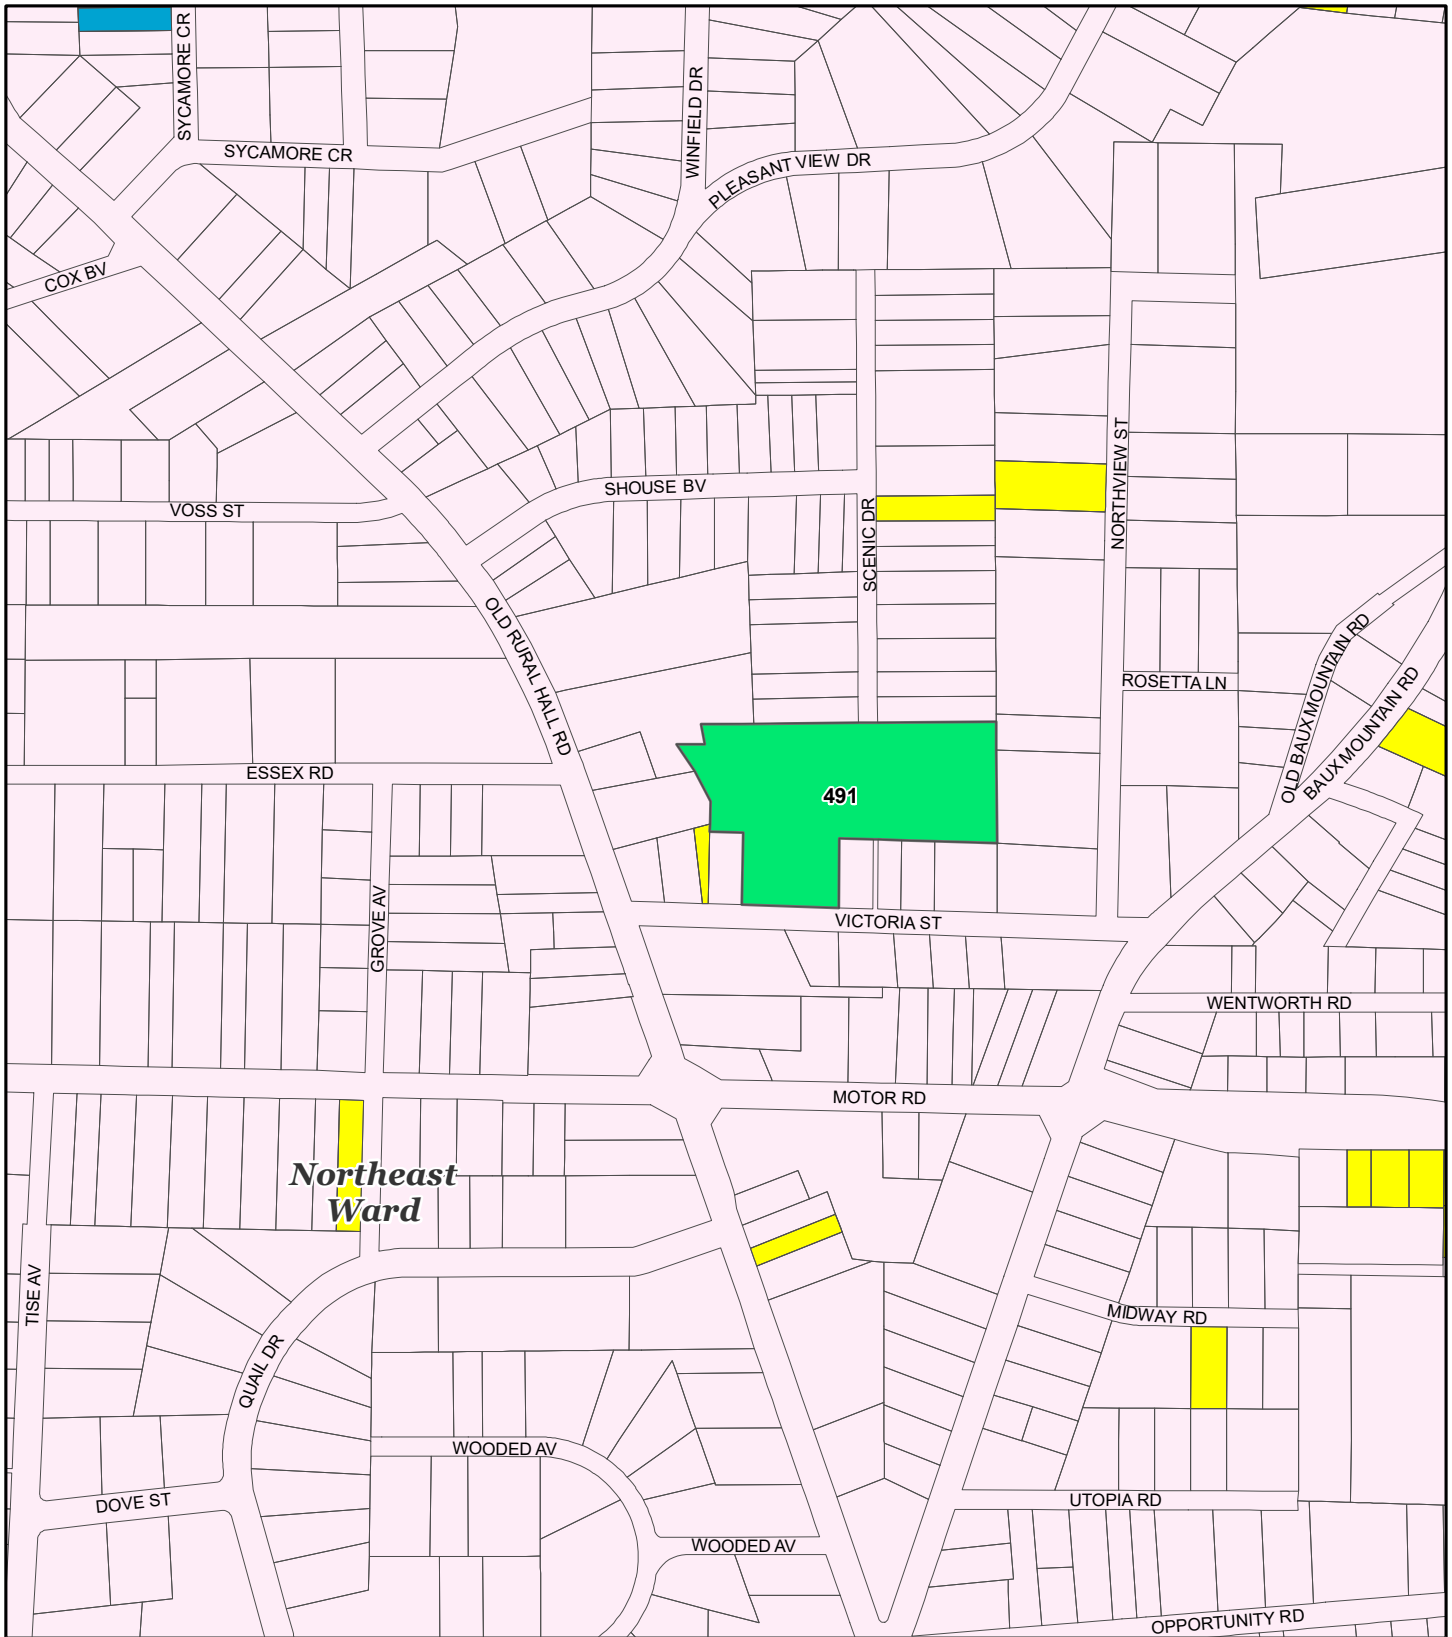 SYCAMORE CR
SYCAMORE CR
WINFIELD DR
PLEASANT VIEW DR
COX BV
NORTHVIEW ST
SHOUSE BV
VOSS ST
SCENIC DR
OLD RURAL HALL RD
OLD BAUX MOUNTAIN RD
BAUX MOUNTAIN RD
ROSETTA LN
ESSEX RD
491
GROVE AV
VICTORIA ST
WENTWORTH RD
MOTOR RD
Northeast
Ward
TISE AV
MIDWAY RD
QUAIL DR
WOODED AV
DOVE ST
UTOPIA RD
WOODED AV
OPPORTUNITY RD